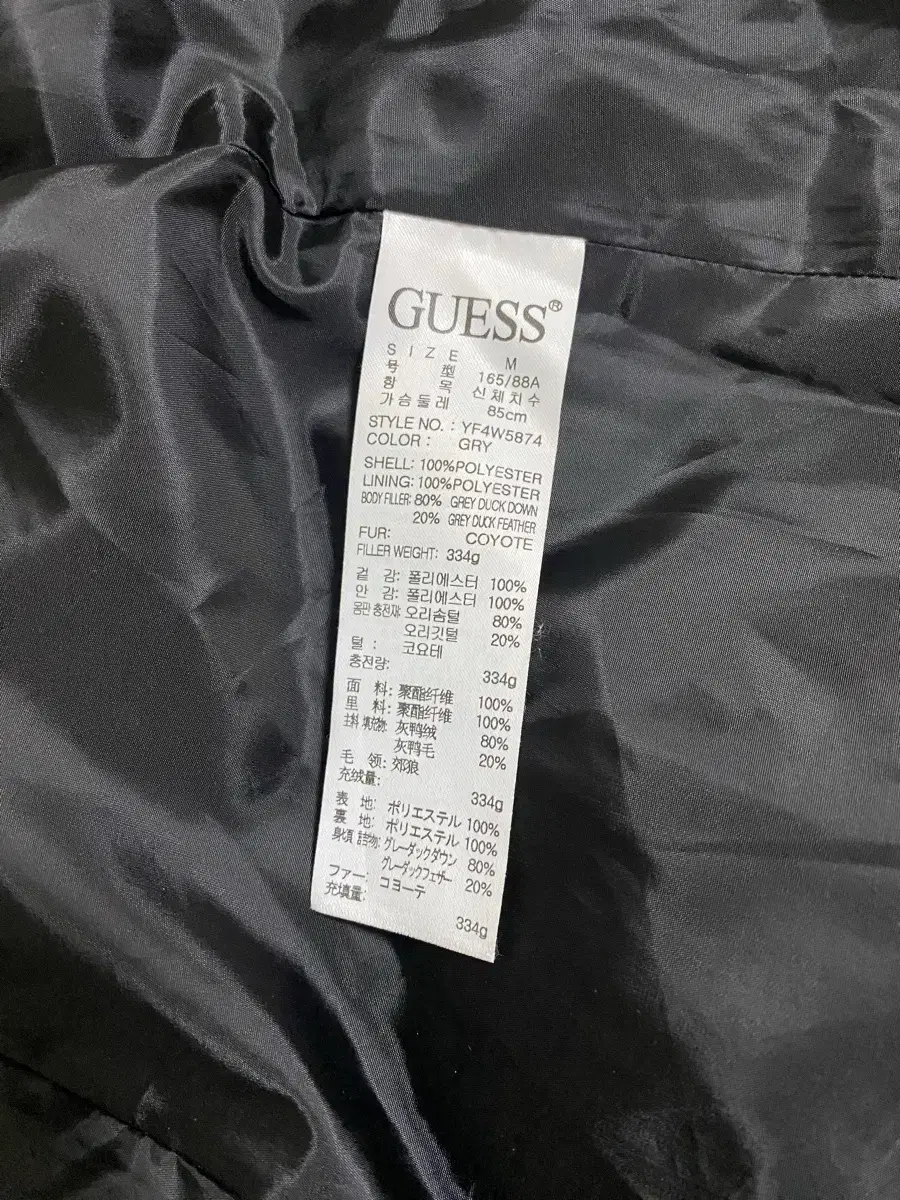 GUESS®
SIZE M
号 型 165/88A
항 목 신체치수
가슴둘레 85cm
STYLE NO. : YF4W5874
COLOR : GRY
SHELL: 100%POLYESTER
LINING: 100%POLYESTER
BODY FILLER: 80% GREY DUCK DOWN
20% GREY DUCK FEATHER
FUR: COYOTE
FILLER WEIGHT: 334g
겉 감: 폴리에스터 100%
안 감: 폴리에스터 100%
몸판 충전재: 오리솜털 80%
오리깃털 20%
털 : 코요테
충전량: 334g
面 料: 聚酯纤维 100%
里 料: 聚酯纤维 100%
主料 填充物: 灰鸭绒 80%
灰鸭毛 20%
毛 领: 郊狼
充绒量: 334g
表 地: ポリエステル 100%
裏 地: ポリエステル 100%
身頃 詰物: グレーダックダウン 80%
グレーダックフェザー 20%
ファー: コヨーテ
充填量: 334g